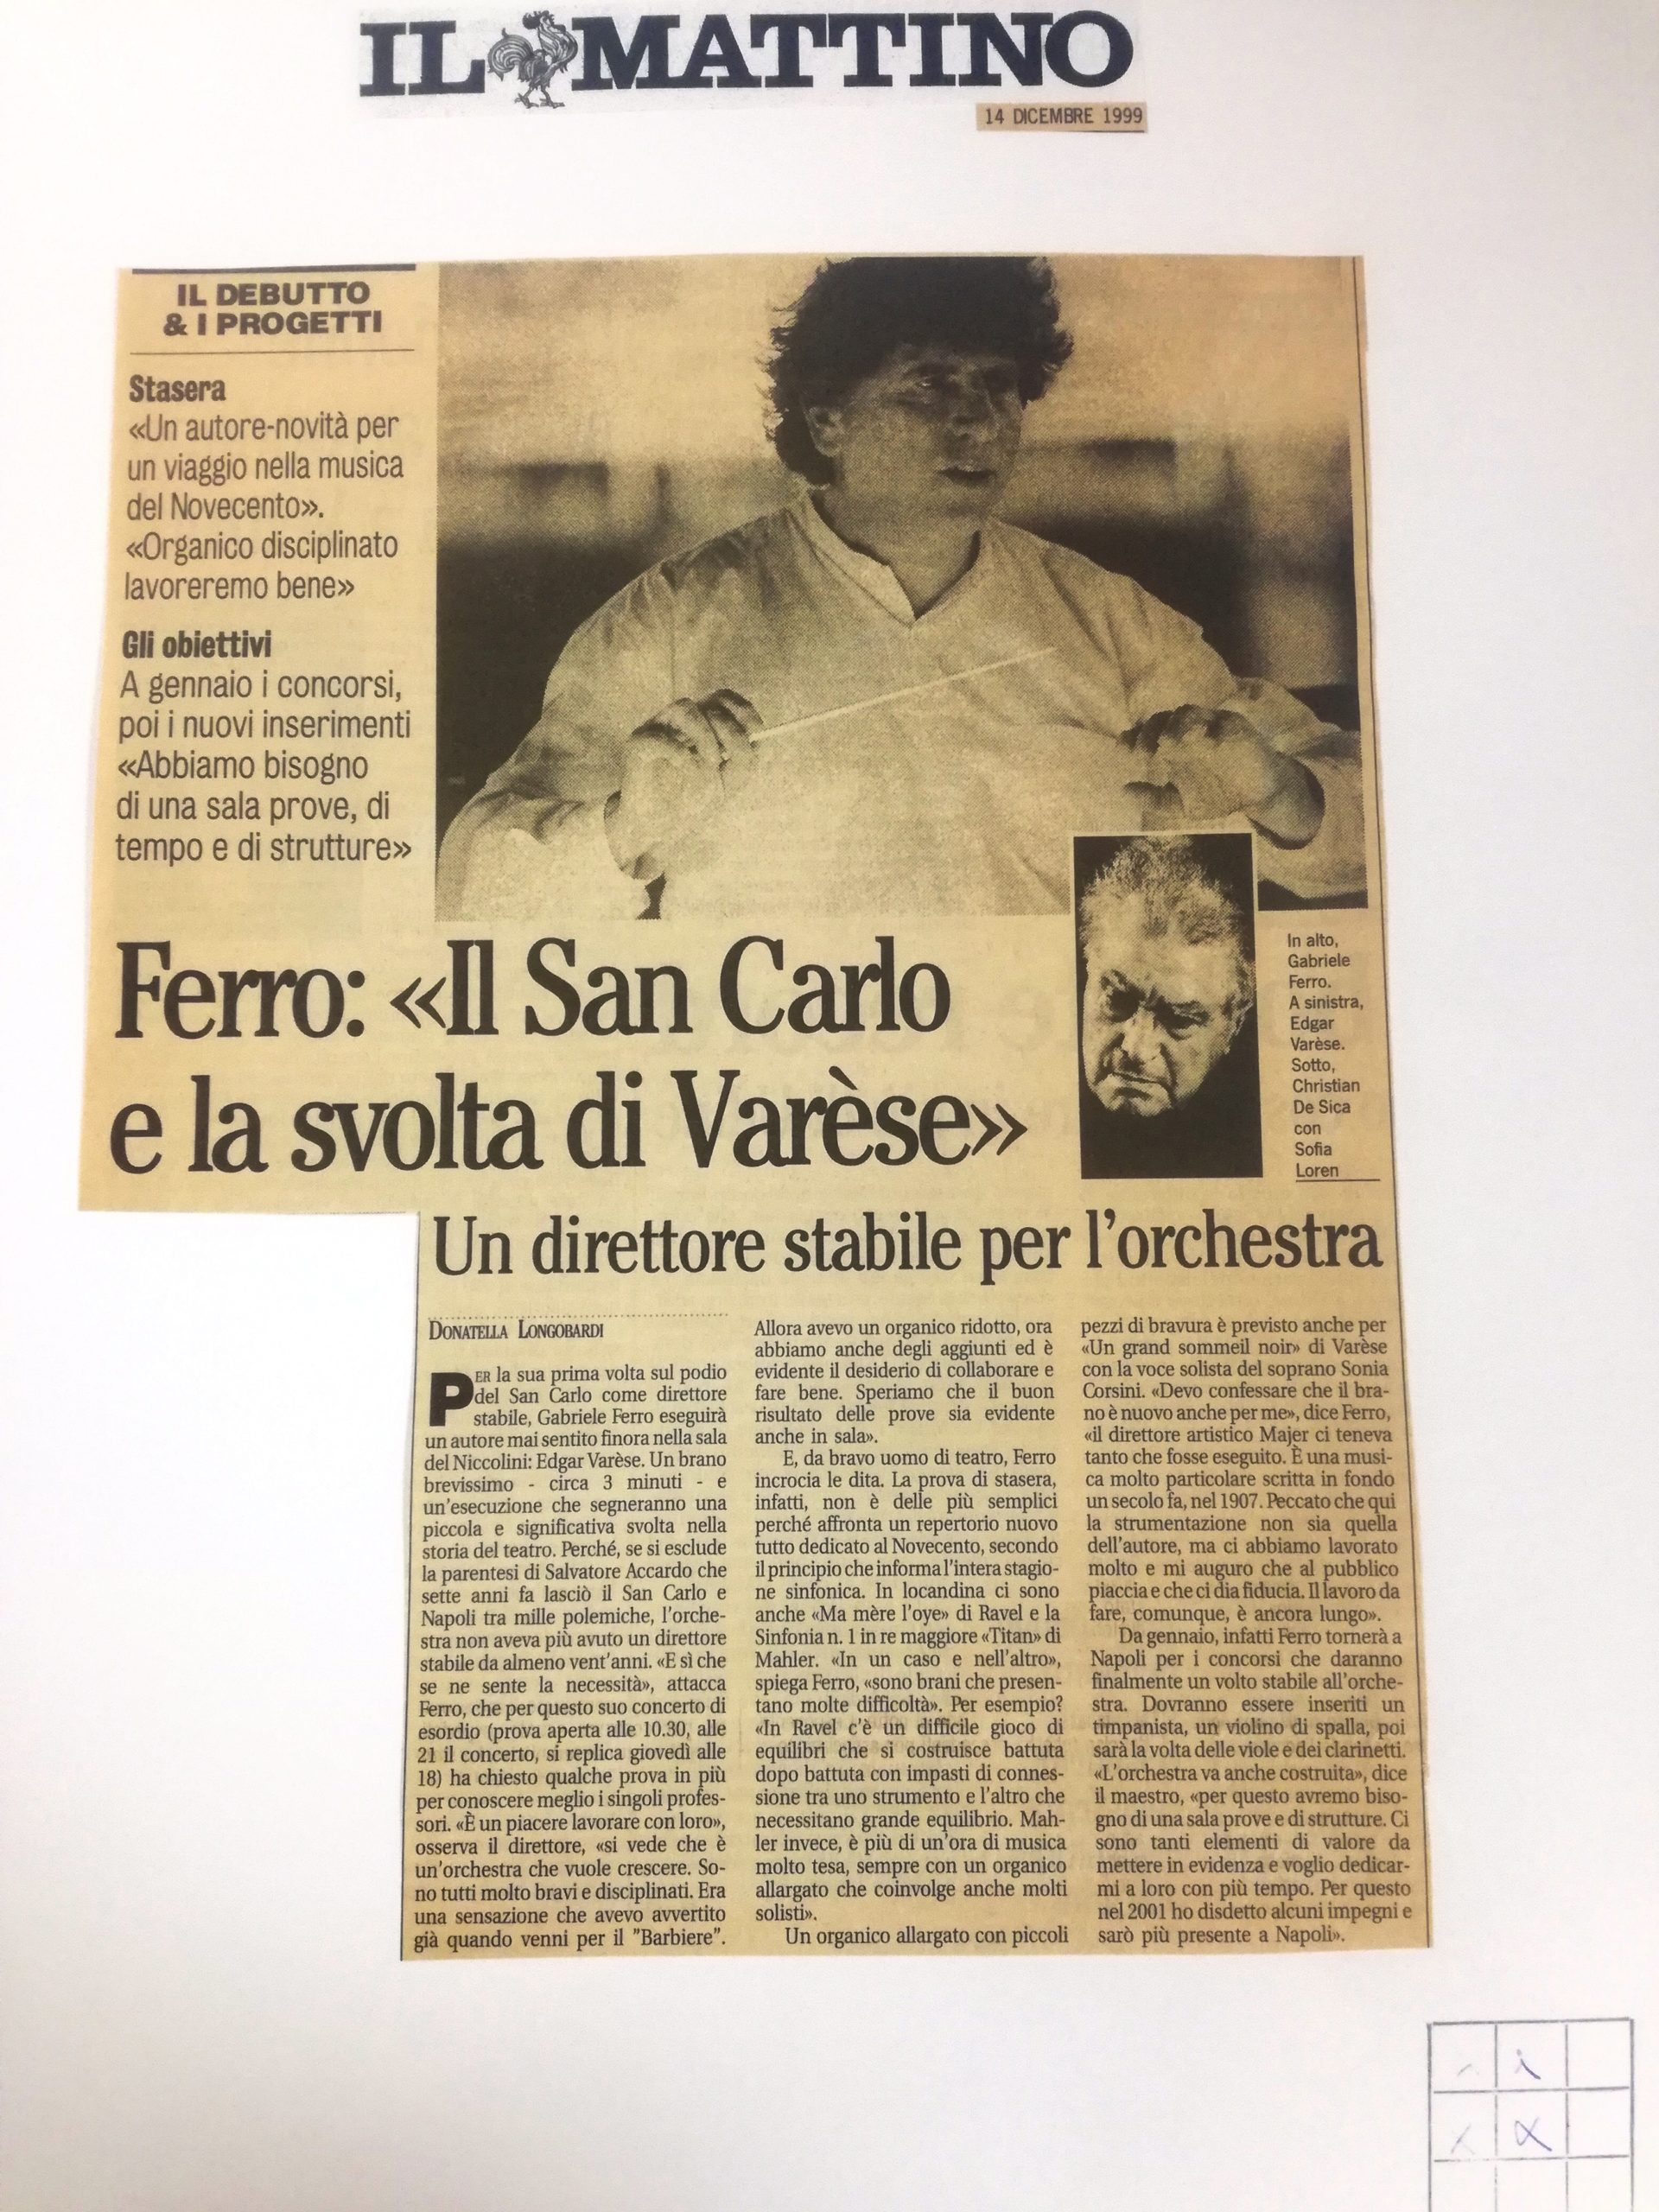 IL MATTINO
14 DICEMBRE 1999
IL DEBUTTO
& I PROGETTI
Stasera
«Un autore-novità per
un viaggio nella musica
del Novecento».
«Organico disciplinato
lavoreremo bene»
Gli obiettivi
A gennaio i concorsi,
poi i nuovi inserimenti
«Abbiamo bisogno
di una sala prove, di
tempo e di strutture»
In alto,
Gabriele
Ferro.
A sinistra,
Edgar
Varèse.
Sotto,
Christian
De Sica
con
Sofia
Loren
Ferro: «Il San Carlo
e la svolta di Varèse»
Un direttore stabile per l'orchestra
DONATELLA LONGOBARDI
PER la sua prima volta sul podio
del San Carlo come direttore
stabile, Gabriele Ferro eseguirà
un autore mai sentito finora nella sala
del Niccolini: Edgar Varèse. Un brano
brevissimo - circa 3 minuti - e
un'esecuzione che segneranno una
piccola e significativa svolta nella
storia del teatro. Perché, se si esclude
la parentesi di Salvatore Accardo che
sette anni fa lasciò il San Carlo e
Napoli tra mille polemiche, l'orche-
stra non aveva più avuto un direttore
stabile da almeno vent'anni. «E sì che
se ne sente la necessità», attacca
Ferro, che per questo suo concerto di
esordio (prova aperta alle 10.30, alle
21 il concerto, si replica giovedì alle
18) ha chiesto qualche prova in più
per conoscere meglio i singoli profes-
sori. «È un piacere lavorare con loro»,
osserva il direttore, «si vede che è
un'orchestra che vuole crescere. So-
no tutti molto bravi e disciplinati. Era
una sensazione che avevo avvertito
già quando venni per il "Barbiere".
Allora avevo un organico ridotto, ora
abbiamo anche degli aggiunti ed è
evidente il desiderio di collaborare e
fare bene. Speriamo che il buon
risultato delle prove sia evidente
anche in sala».
E, da bravo uomo di teatro, Ferro
incrocia le dita. La prova di stasera,
infatti, non è delle più semplici
perché affronta un repertorio nuovo
tutto dedicato al Novecento, secondo
il principio che informa l'intera stagio-
ne sinfonica. In locandina ci sono
anche «Ma mère l'oye» di Ravel e la
Sinfonia n. 1 in re maggiore «Titan» di
Mahler. «In un caso e nell'altro»,
spiega Ferro, «sono brani che presen-
tano molte difficoltà». Per esempio?
«In Ravel c'è un difficile gioco di
equilibri che si costruisce battuta
dopo battuta con impasti di connes-
sione tra uno strumento e l'altro che
necessitano grande equilibrio. Mah-
ler invece, è più di un'ora di musica
molto tesa, sempre con un organico
allargato che coinvolge anche molti
solisti».
Un organico allargato con piccoli
pezzi di bravura è previsto anche per
«Un grand sommeil noir» di Varèse
con la voce solista del soprano Sonia
Corsini. «Devo confessare che il bra-
no è nuovo anche per me», dice Ferro,
«il direttore artistico Majer ci teneva
tanto che fosse eseguito. È una musi-
ca molto particolare scritta in fondo
un secolo fa, nel 1907. Peccato che qui
la strumentazione non sia quella
dell'autore, ma ci abbiamo lavorato
molto e mi auguro che al pubblico
piaccia e che ci dia fiducia. Il lavoro da
fare, comunque, è ancora lungo».
Da gennaio, infatti Ferro tornerà a
Napoli per i concorsi che daranno
finalmente un volto stabile all'orche-
stra. Dovranno essere inseriti un
timpanista, un violino di spalla, poi
sarà la volta delle viole e dei clarinetti.
«L'orchestra va anche costruita», dice
il maestro, «per questo avremo biso-
gno di una sala prove e di strutture. Ci
sono tanti elementi di valore da
mettere in evidenza e voglio dedicar-
mi a loro con più tempo. Per questo
nel 2001 ho disdetto alcuni impegni e
sarò più presente a Napoli».